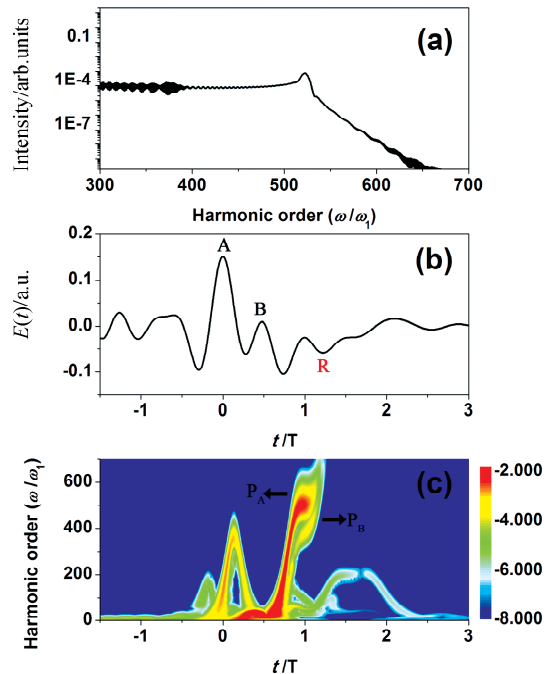 (a)
Intensity/arb.units
0.1
1E-4
1E-7
300 400 500 600 700
Harmonic order (ω/ω₁)
(b)
E(t)/a.u.
0.2
0.1
0.0
-0.1
A
B
R
-1 0 1 2 3
t/T
(c)
Harmonic order (ω/ω₁)
600
400
200
0
P_A
P_B
-1 0 1 2 3
t/T
-2.000
-4.000
-6.000
-8.000